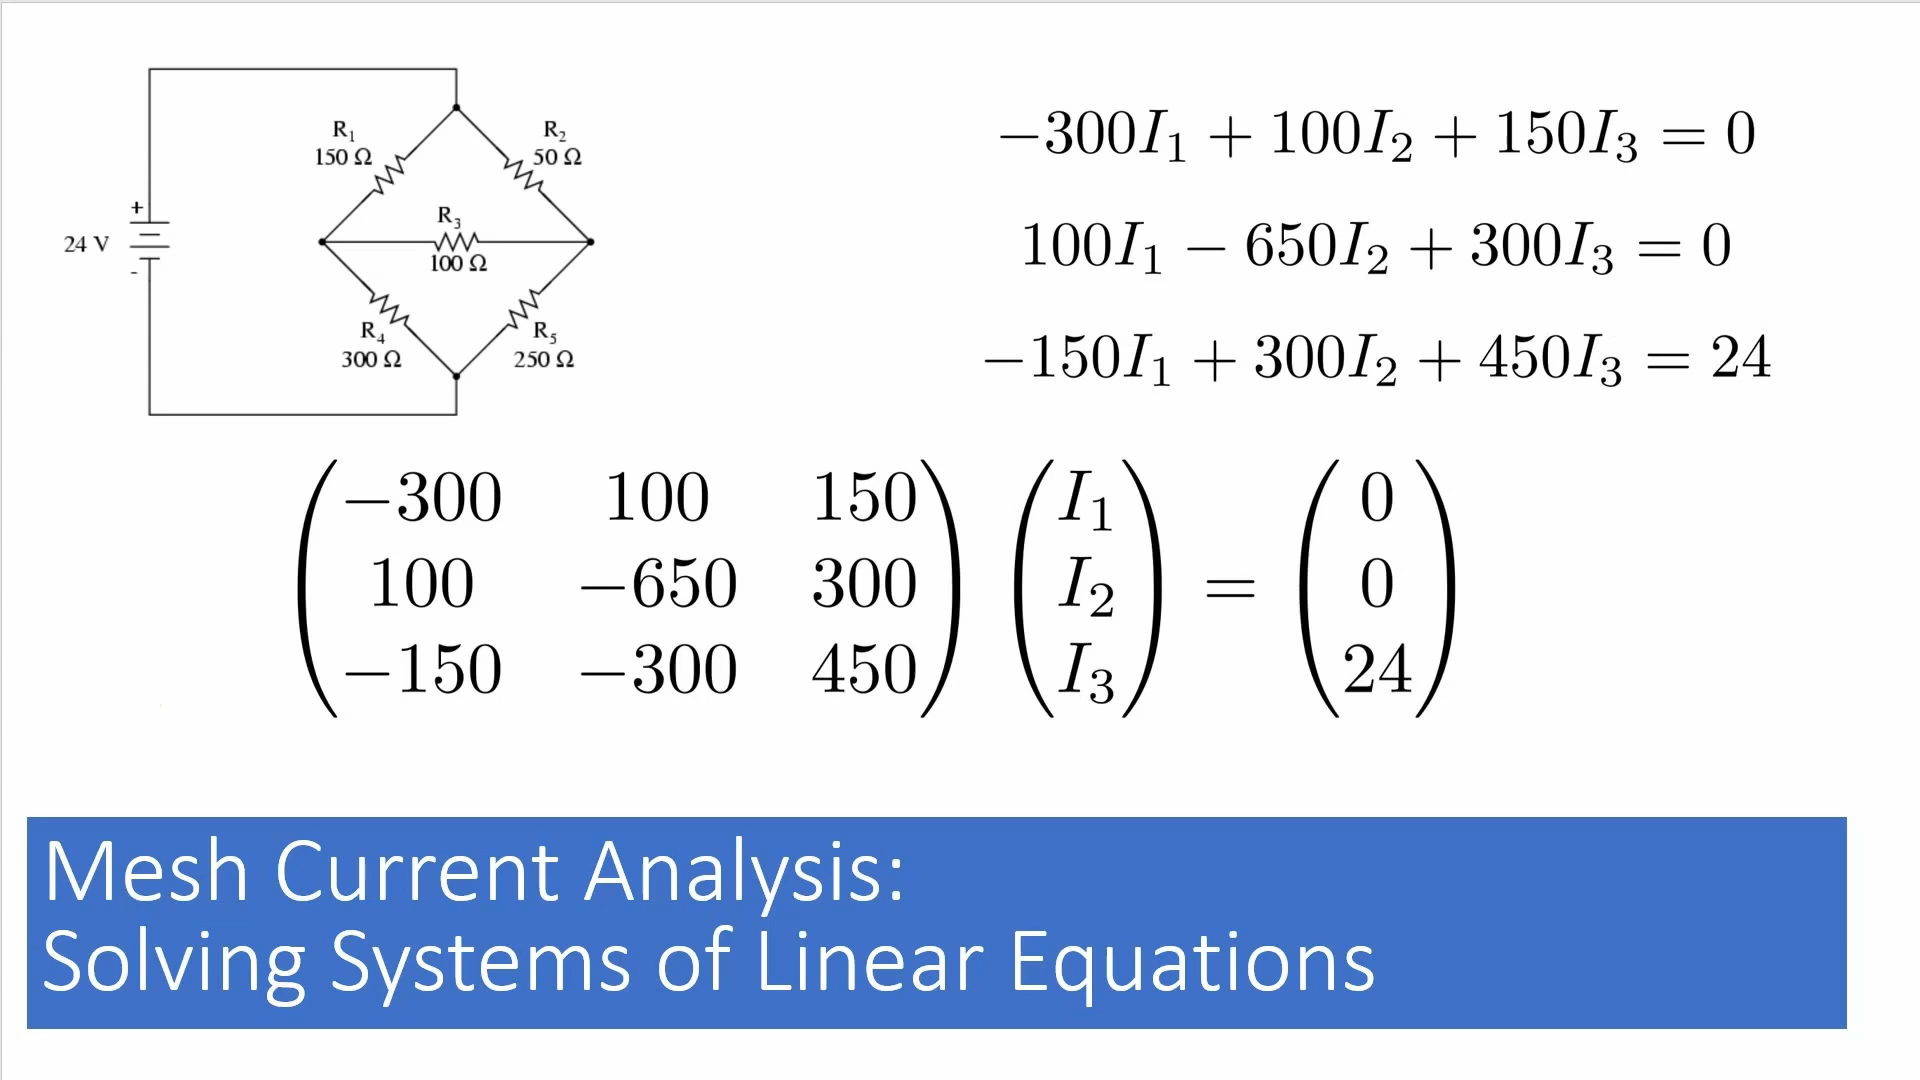 R₁
150 Ω
R₂
50 Ω
R₃
100 Ω
+
24 V
-
R₄
300 Ω
R₅
250 Ω
−300I₁ + 100I₂ + 150I₃ = 0
100I₁ − 650I₂ + 300I₃ = 0
−150I₁ + 300I₂ + 450I₃ = 24
(−300 100 150) (I₁) (0)
(100 −650 300) (I₂) = (0)
(−150 −300 450) (I₃) (24)
Mesh Current Analysis:
Solving Systems of Linear Equations